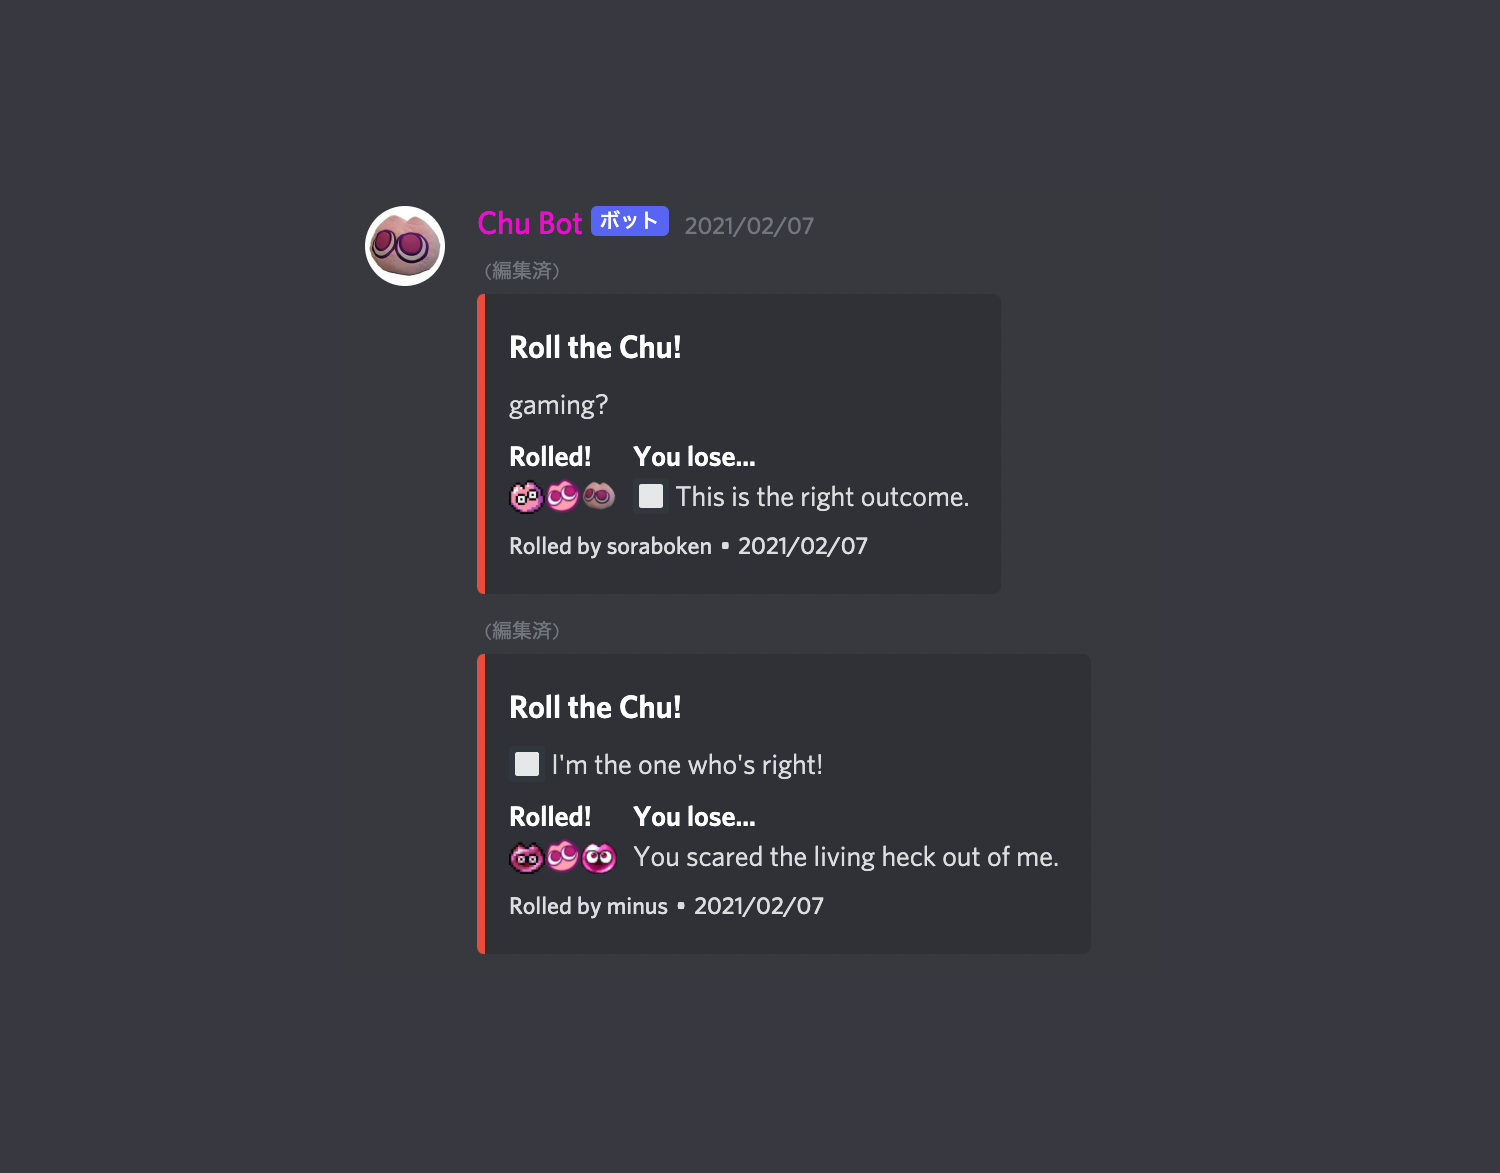 Chu Bot ボット 2021/02/07
(編集済)
Roll the Chu!
gaming?
Rolled! You lose...
This is the right outcome.
Rolled by soraboken • 2021/02/07
(編集済)
Roll the Chu!
I'm the one who's right!
Rolled! You lose...
You scared the living heck out of me.
Rolled by minus • 2021/02/07